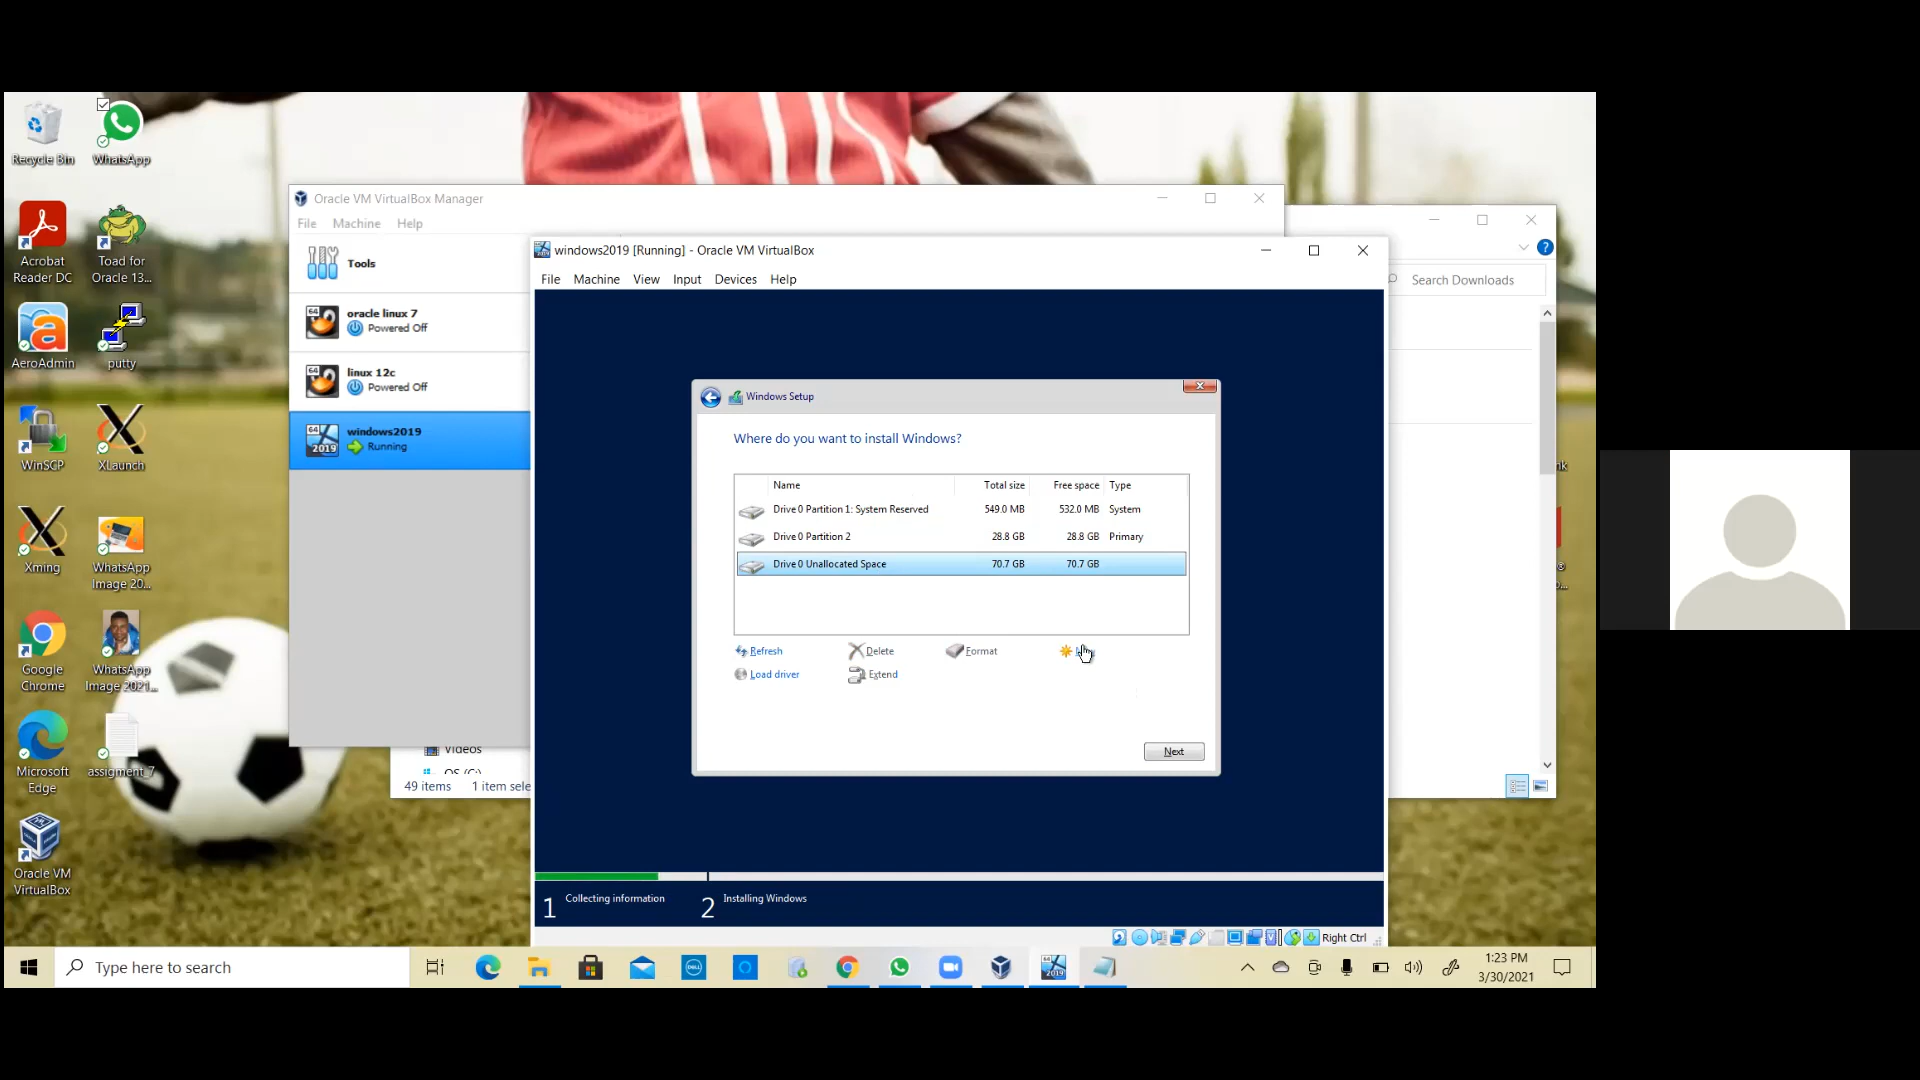 Recycle Bin
WhatsApp
Acrobat
Reader DC
Toad for
Oracle 13...
AeroAdmin
putty
WinSCP
XLaunch
Xming
WhatsApp
Image 20...
Google
Chrome
WhatsApp
Image 2021...
Microsoft
Edge
assigment_7
Oracle VM
VirtualBox
Oracle VM VirtualBox Manager
File Machine Help
Tools
oracle linux 7
Powered Off
linux 12c
Powered Off
windows2019
Running
Videos
OS (C:)
49 items 1 item sele
Search Downloads
windows2019 [Running] - Oracle VM VirtualBox
File Machine View Input Devices Help
Windows Setup
Where do you want to install Windows?
Name Total size Free space Type
Drive 0 Partition 1: System Reserved 549.0 MB 532.0 MB System
Drive 0 Partition 2 28.8 GB 28.8 GB Primary
Drive 0 Unallocated Space 70.7 GB 70.7 GB
Refresh Delete Format
Load driver Extend
Next
1 Collecting information 2 Installing Windows
Right Ctrl
Type here to search
1:23 PM
3/30/2021